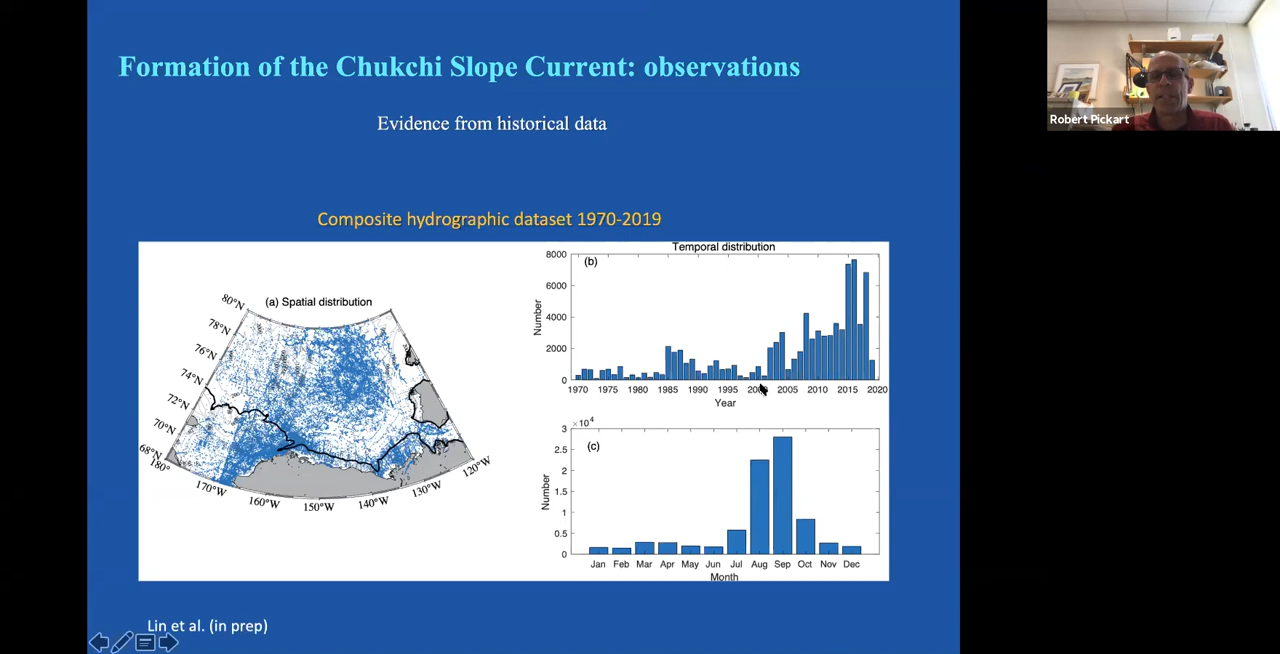 Formation of the Chukchi Slope Current: observations
Evidence from historical data
Composite hydrographic dataset 1970-2019
(a) Spatial distribution
80°N
78°N
76°N
74°N
72°N
70°N
68°N
180°
170°W
160°W
150°W
140°W
130°W
120°W
Temporal distribution
(b)
8000
6000
4000
2000
0
Number
1970 1975 1980 1985 1990 1995 2005 2010 2015 2020
Year
×10⁴
(c)
3
2.5
2
1.5
1
0.5
0
Number
Jan Feb Mar Apr May Jun Jul Aug Sep Oct Nov Dec
Month
Lin et al. (in prep)
Robert Pickart